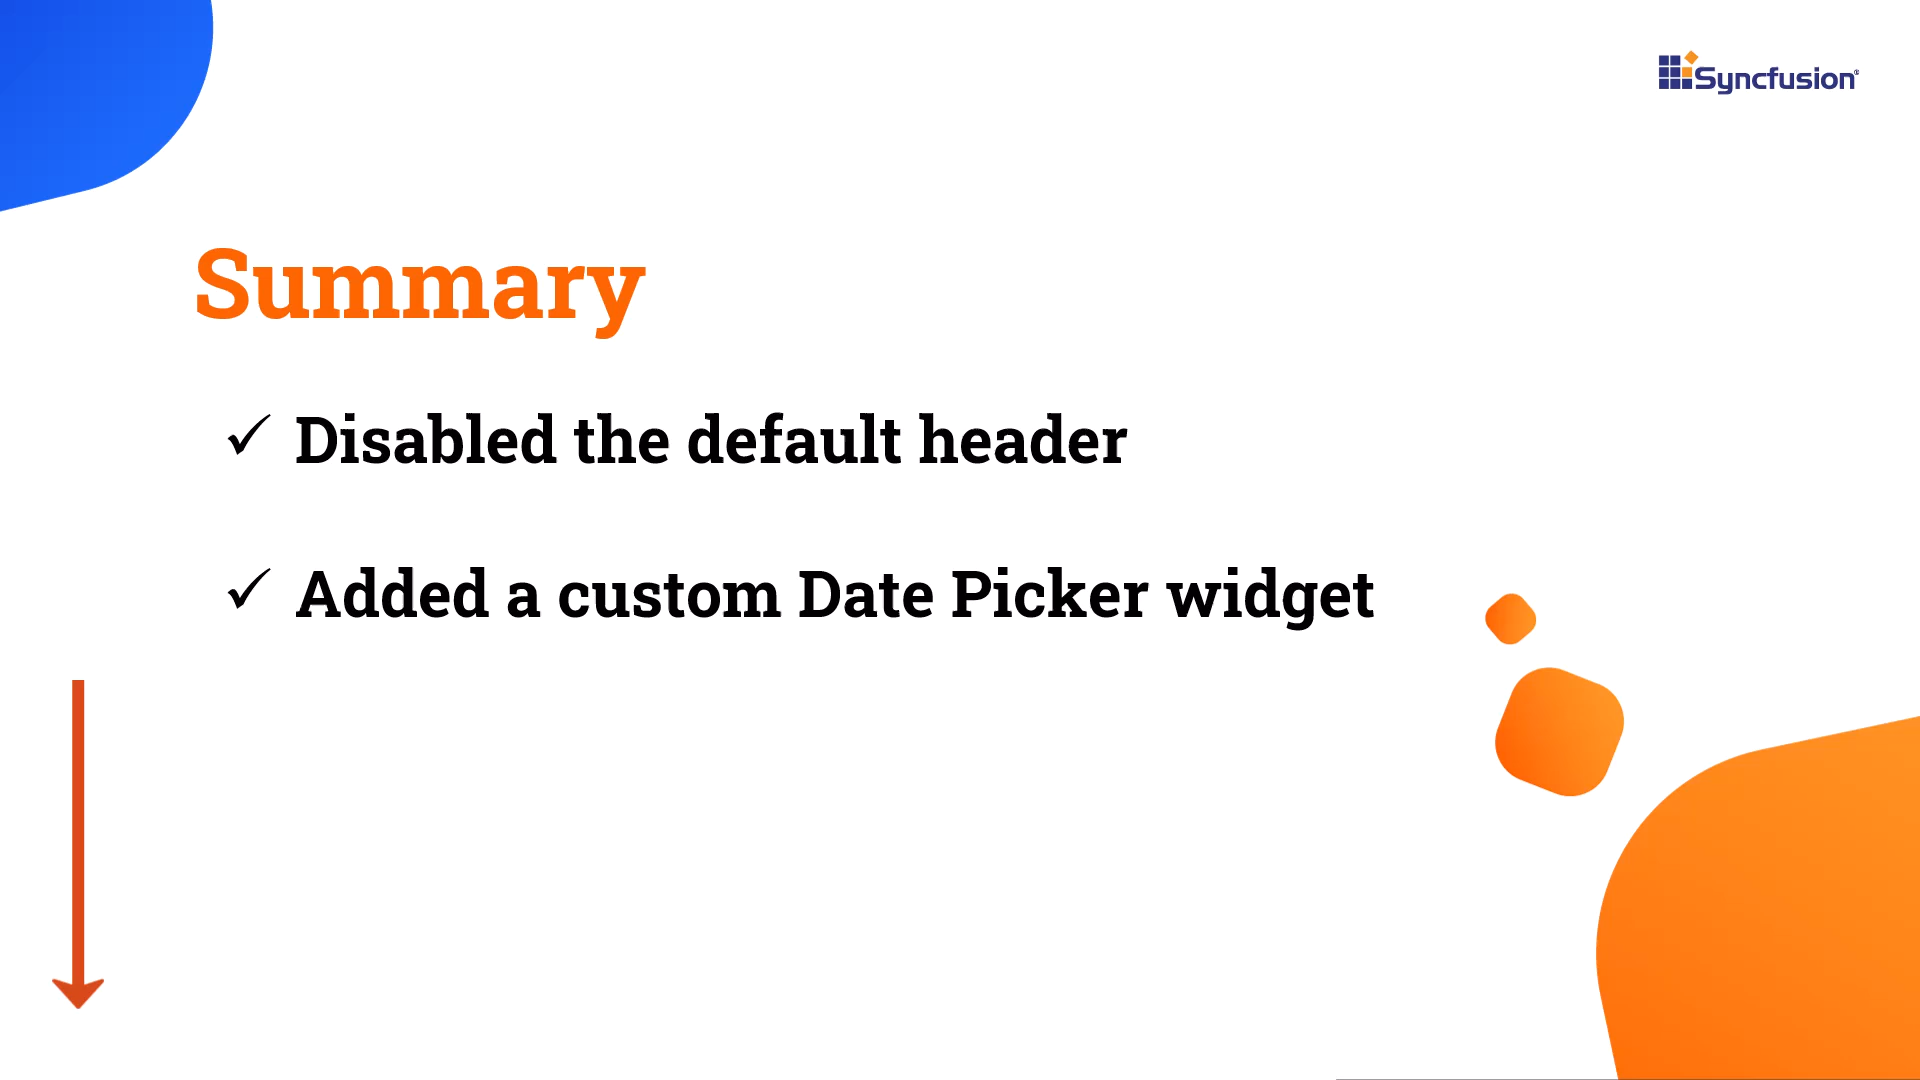 Syncfusion®
Summary
✓ Disabled the default header
✓ Added a custom Date Picker widget